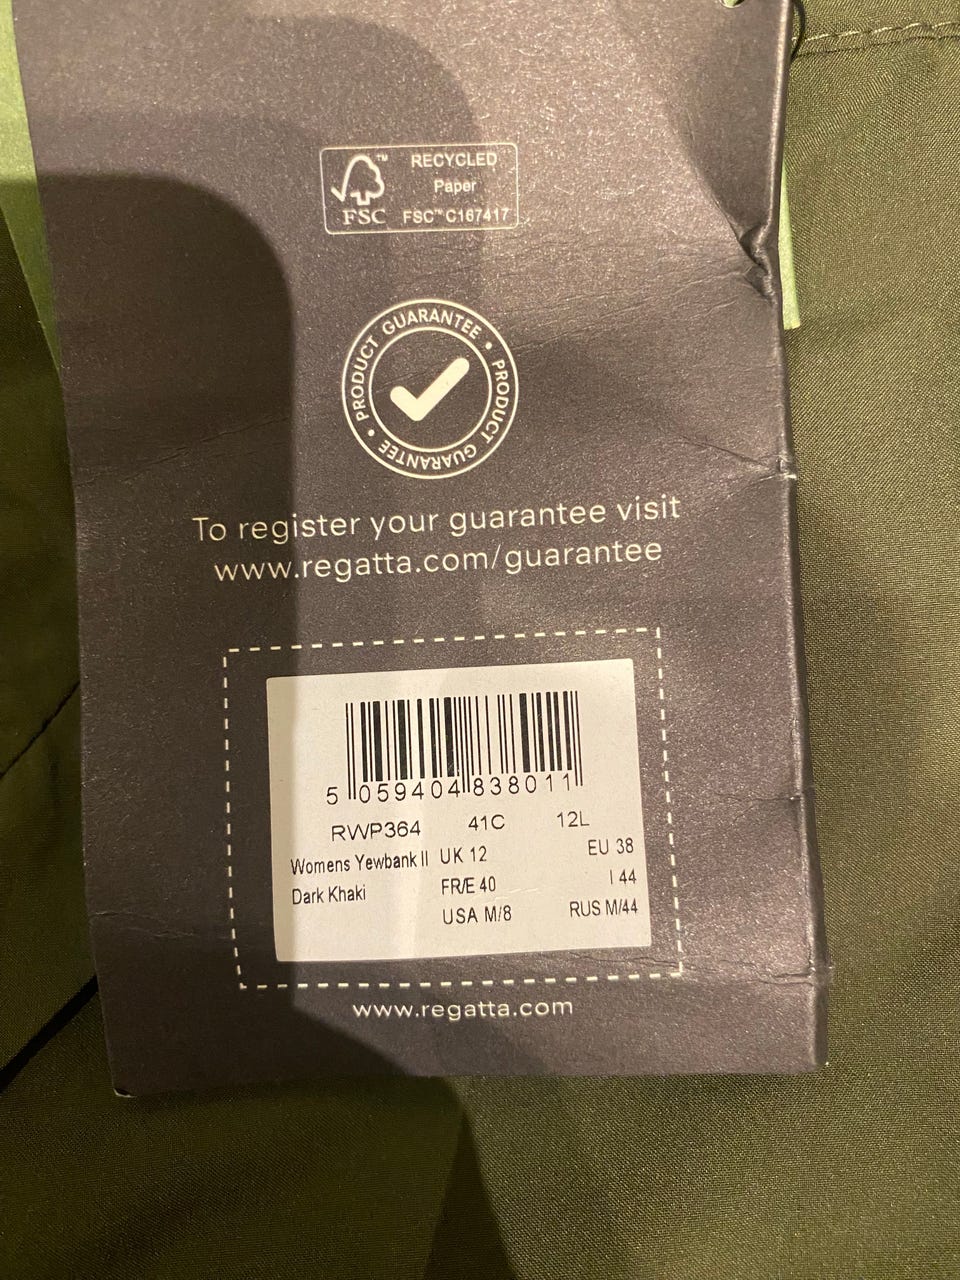 RECYCLED
Paper
FSC™ FSC™ C167417
PRODUCT GUARANTEE • PRODUCT GUARANTEE •
To register your guarantee visit
www.regatta.com/guarantee
5 059404 838011
RWP364 41C 12L
Womens Yewbank II UK 12 EU 38
Dark Khaki FR/E 40 I 44
USA M/8 RUS M/44
www.regatta.com